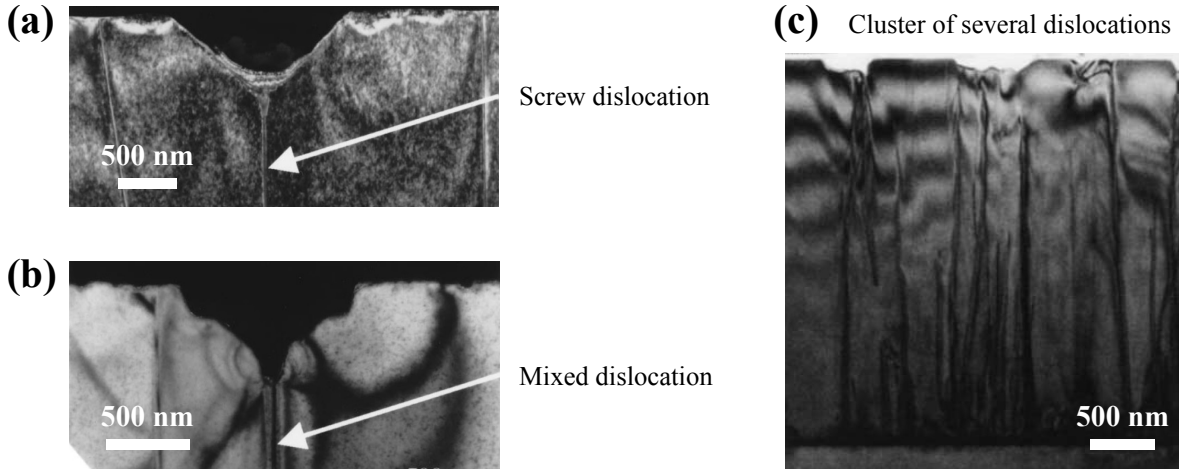 (a)
Screw dislocation
500 nm
(b)
Mixed dislocation
500 nm
(c)
Cluster of several dislocations
500 nm